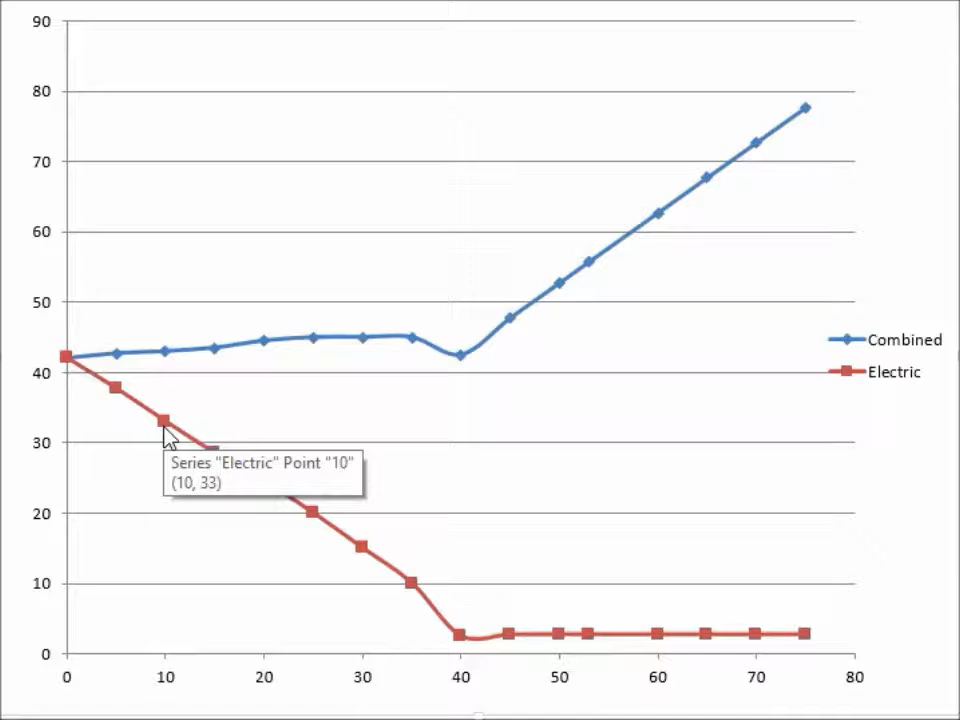 90
80
70
60
50
40
30
20
10
0
0 10 20 30 40 50 60 70 80
Combined
Electric
Series "Electric" Point "10"
(10, 33)